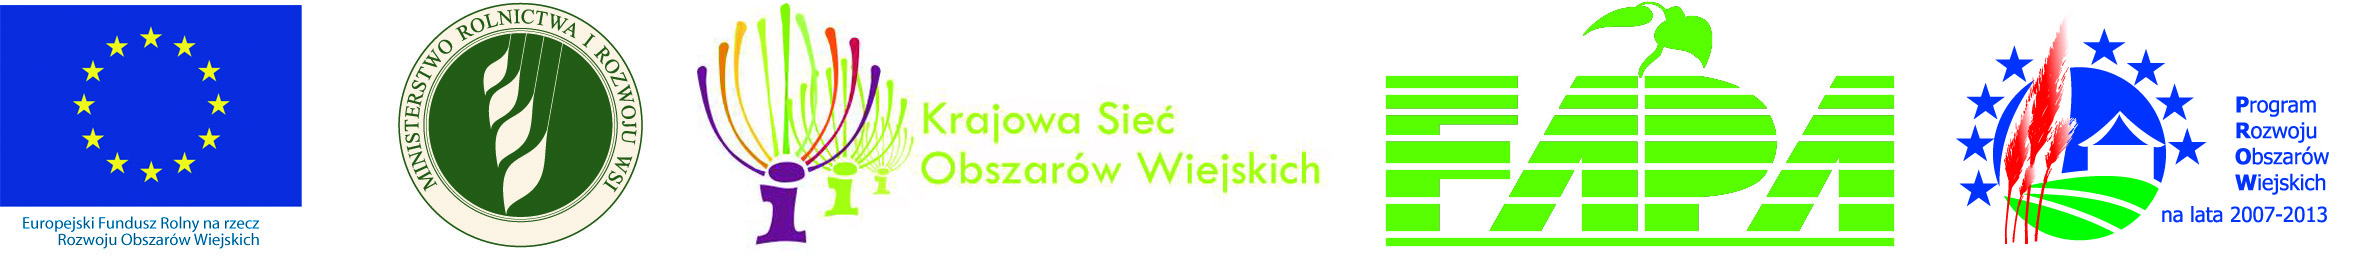 Europejski Fundusz Rolny na rzecz
Rozwoju Obszarów Wiejskich
MINISTERSTWO ROLNICTWA I ROZWOJU WSI
Krajowa Sieć
Obszarów Wiejskich
FAPA
Program
Rozwoju
Obszarów
Wiejskich
na lata 2007-2013